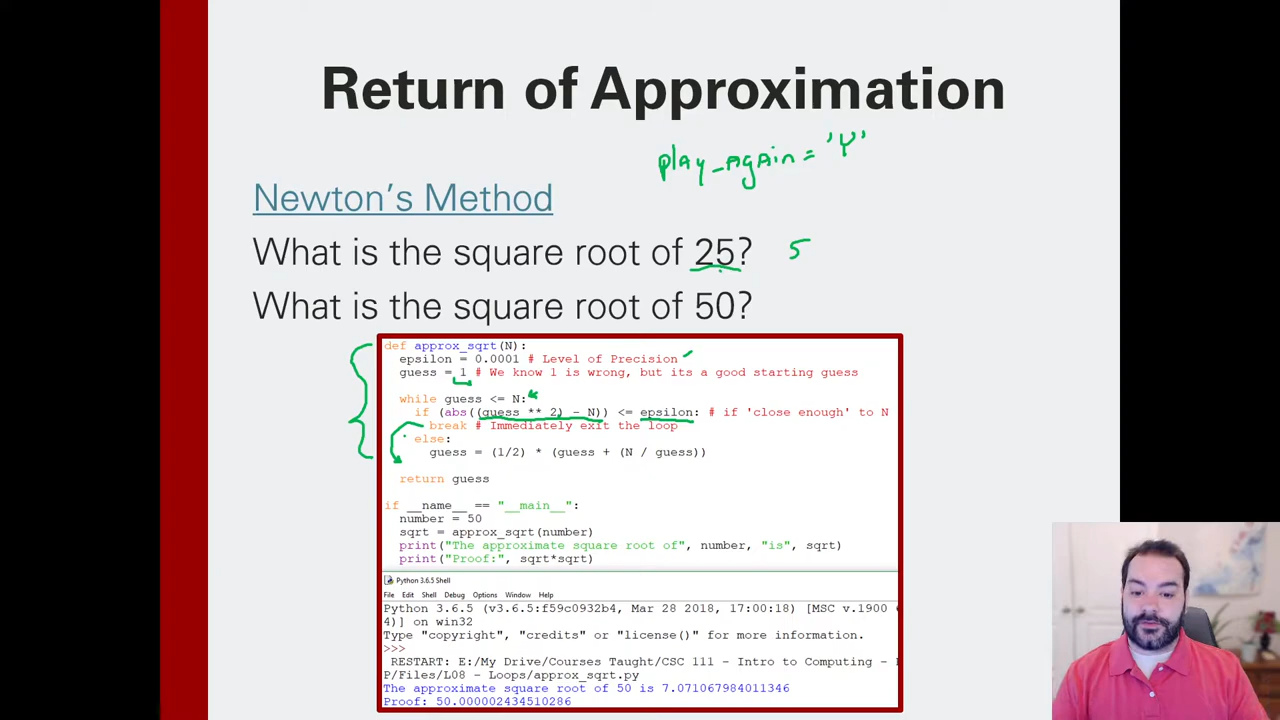 Return of Approximation
play_Again = 'Y'
Newton's Method
What is the square root of 25? 5
What is the square root of 50?
def approx_sqrt(N):
epsilon = 0.0001 # Level of Precision
guess = 1 # We know 1 is wrong, but its a good starting guess
while guess <= N:
if (abs((guess ** 2) - N)) <= epsilon: # if 'close enough' to N
break # Immediately exit the loop
else:
guess = (1/2) * (guess + (N / guess))
return guess
if __name__ == "__main__":
number = 50
sqrt = approx_sqrt(number)
print("The approximate square root of", number, "is", sqrt)
print("Proof:", sqrt*sqrt)
Python 3.6.5 Shell
File Edit Shell Debug Options Window Help
Python 3.6.5 (v3.6.5:f59c0932b4, Mar 28 2018, 17:00:18) [MSC v.1900
4)] on win32
Type "copyright", "credits" or "license()" for more information.
>>>
RESTART: E:/My Drive/Courses Taught/CSC 111 - Intro to Computing -
P/Files/L08 - Loops/approx_sqrt.py
The approximate square root of 50 is 7.071067984011346
Proof: 50.000002434510286